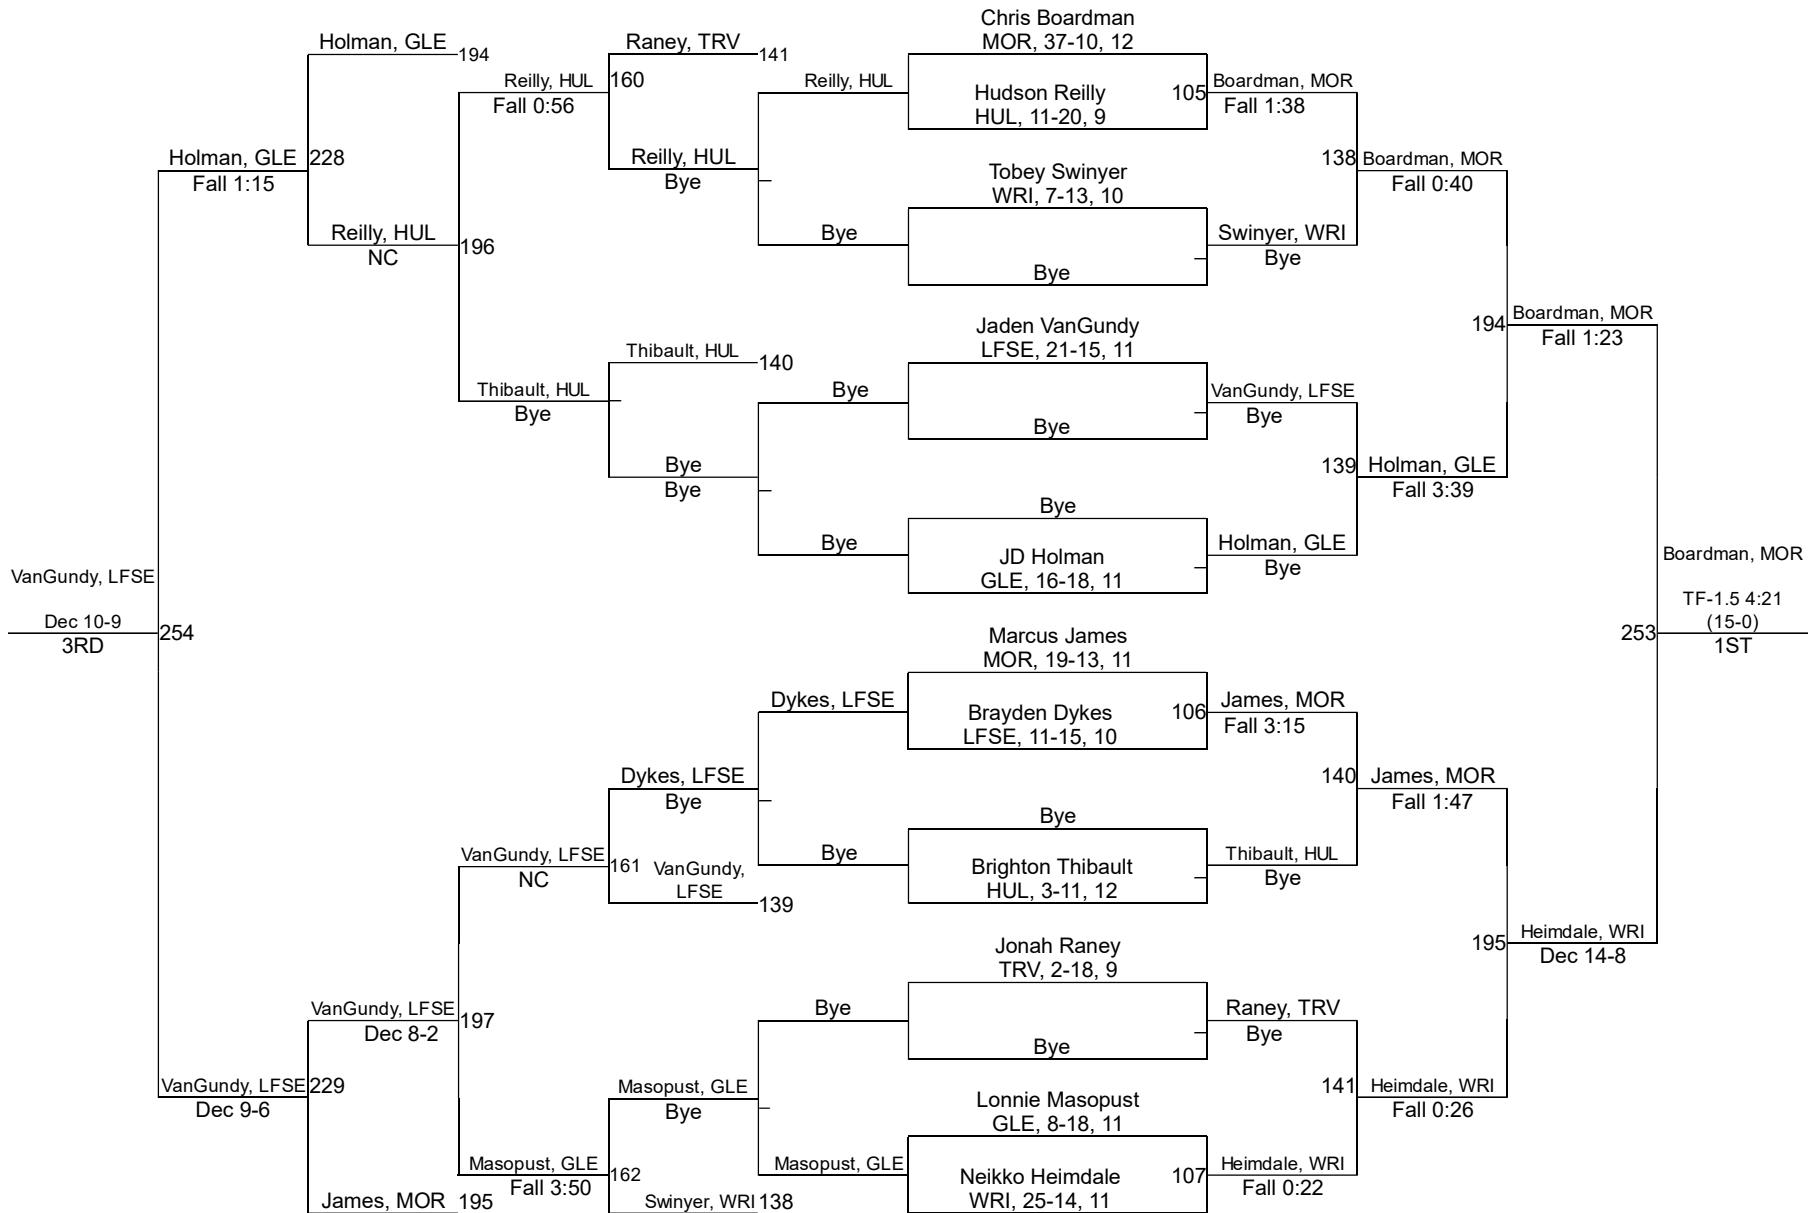 Chris Boardman
MOR, 37-10, 12
Holman, GLE
194
Raney, TRV
141
Reilly, HUL
Fall 0:56
160
Reilly, HUL
Hudson Reilly
HUL, 11-20, 9
105
Boardman, MOR
Fall 1:38
Holman, GLE
Fall 1:15
228
Reilly, HUL
Bye
Tobey Swinyer
WRI, 7-13, 10
138
Boardman, MOR
Fall 0:40
Reilly, HUL
NC
196
Bye
Bye
Swinyer, WRI
Bye
Jaden VanGundy
LFSE, 21-15, 11
194
Boardman, MOR
Fall 1:23
Thibault, HUL
140
Thibault, HUL
Bye
Bye
Bye
VanGundy, LFSE
Bye
Bye
Bye
139
Holman, GLE
Fall 3:39
Bye
Bye
JD Holman
GLE, 16-18, 11
Holman, GLE
Bye
VanGundy, LFSE
Dec 10-9
3RD
254
Boardman, MOR
TF-1.5 4:21
(15-0)
1ST
253
Marcus James
MOR, 19-13, 11
Dykes, LFSE
Brayden Dykes
LFSE, 11-15, 10
106
James, MOR
Fall 3:15
Dykes, LFSE
Bye
140
James, MOR
Fall 1:47
Bye
VanGundy, LFSE
NC
161
VanGundy,
LFSE
139
Bye
Brighton Thibault
HUL, 3-11, 12
Thibault, HUL
Bye
Jonah Raney
TRV, 2-18, 9
195
Heimdale, WRI
Dec 14-8
VanGundy, LFSE
Dec 8-2
197
Bye
Bye
Raney, TRV
Bye
VanGundy, LFSE
Dec 9-6
229
Masopust, GLE
Bye
Lonnie Masopust
GLE, 8-18, 11
141
Heimdale, WRI
Fall 0:26
Masopust, GLE
Fall 3:50
162
Masopust, GLE
Neikko Heimdale
WRI, 25-14, 11
107
Heimdale, WRI
Fall 0:22
James, MOR
195
Swinyer, WRI
138